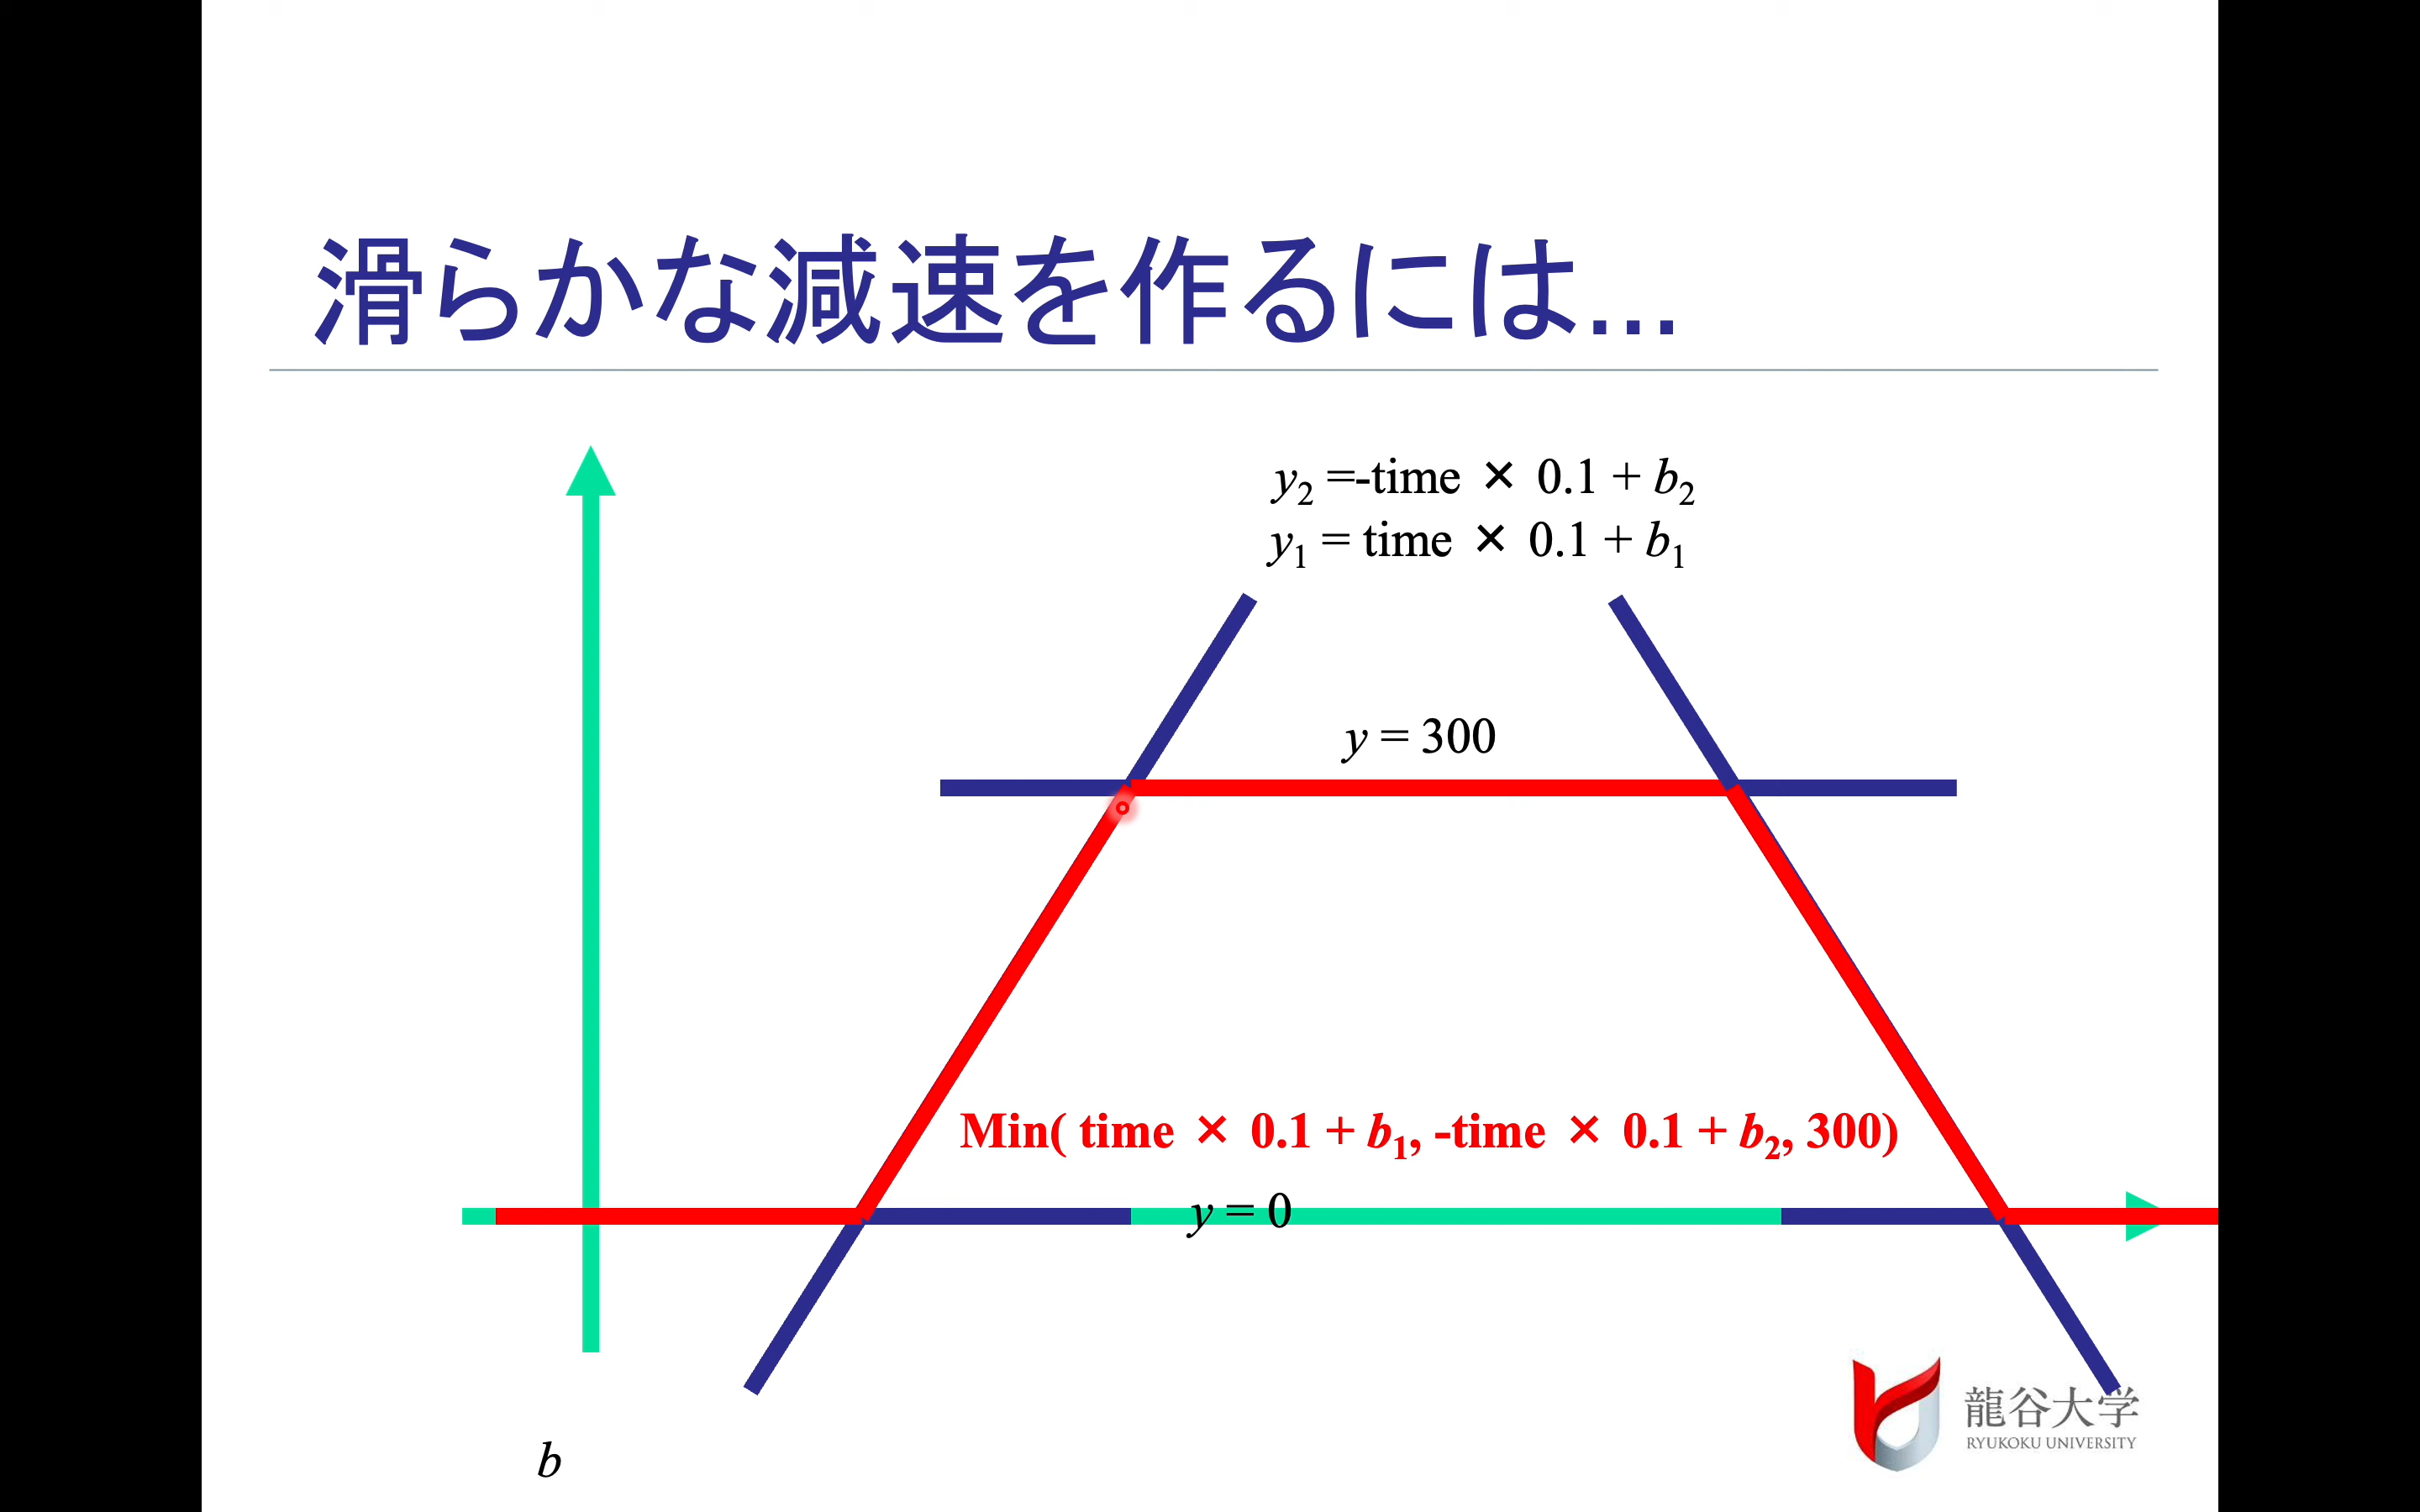 滑らかな減速を作るには...
y₂ =-time × 0.1 + b₂
y₁ = time × 0.1 + b₁
y = 300
Min( time × 0.1 + b₁, -time × 0.1 + b₂, 300)
y = 0
龍谷大学
RYUKOKU UNIVERSITY
b